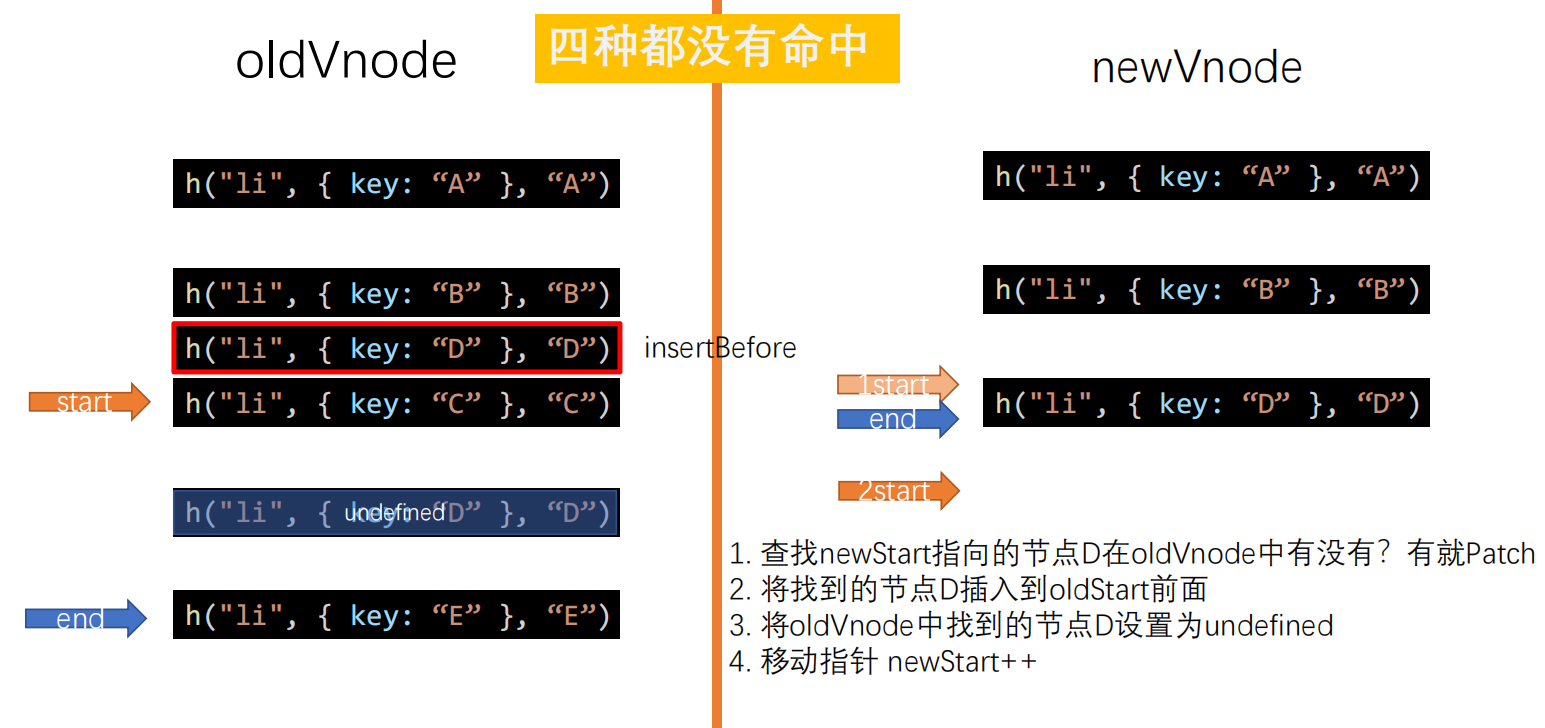 四种都没有命中
oldVnode
newVnode
h("li", { key: “A” }, “A”)
h("li", { key: “B” }, “B”)
h("li", { key: “D” }, “D”)
insertBefore
start
h("li", { key: “C” }, “C”)
h("li", { key: “D” }, “D”)
undefined
end
h("li", { key: “E” }, “E”)
h("li", { key: “A” }, “A”)
h("li", { key: “B” }, “B”)
1start
end
h("li", { key: “D” }, “D”)
2start
1. 查找newStart指向的节点D在oldVnode中有没有？有就Patch
2. 将找到的节点D插入到oldStart前面
3. 将oldVnode中找到的节点D设置为undefined
4. 移动指针 newStart++